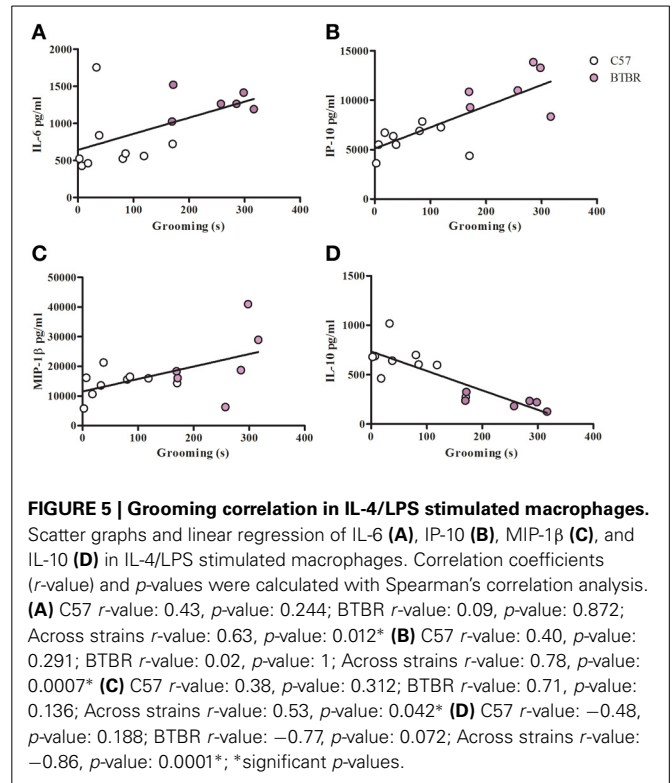 A
2000
1500
1000
500
0
IL-6 pg/ml
0 100 200 300 400
Grooming (s)
B
15000
10000
5000
0
IP-10 pg/ml
0 100 200 300 400
Grooming (s)
C57
BTBR
C
50000
40000
30000
20000
10000
0
MIP-1β pg/ml
0 100 200 300 400
Grooming (s)
D
1500
1000
500
0
IL-10 pg/ml
0 100 200 300 400
Grooming (s)
FIGURE 5 | Grooming correlation in IL-4/LPS stimulated macrophages.
Scatter graphs and linear regression of IL-6 (A), IP-10 (B), MIP-1β (C), and
IL-10 (D) in IL-4/LPS stimulated macrophages. Correlation coefficients
(r-value) and p-values were calculated with Spearman's correlation analysis.
(A) C57 r-value: 0.43, p-value: 0.244; BTBR r-value: 0.09, p-value: 0.872;
Across strains r-value: 0.63, p-value: 0.012* (B) C57 r-value: 0.40, p-value:
0.291; BTBR r-value: 0.02, p-value: 1; Across strains r-value: 0.78, p-value:
0.0007* (C) C57 r-value: 0.38, p-value: 0.312; BTBR r-value: 0.71, p-value:
0.136; Across strains r-value: 0.53, p-value: 0.042* (D) C57 r-value: −0.48,
p-value: 0.188; BTBR r-value: −0.77, p-value: 0.072; Across strains r-value:
−0.86, p-value: 0.0001*; *significant p-values.